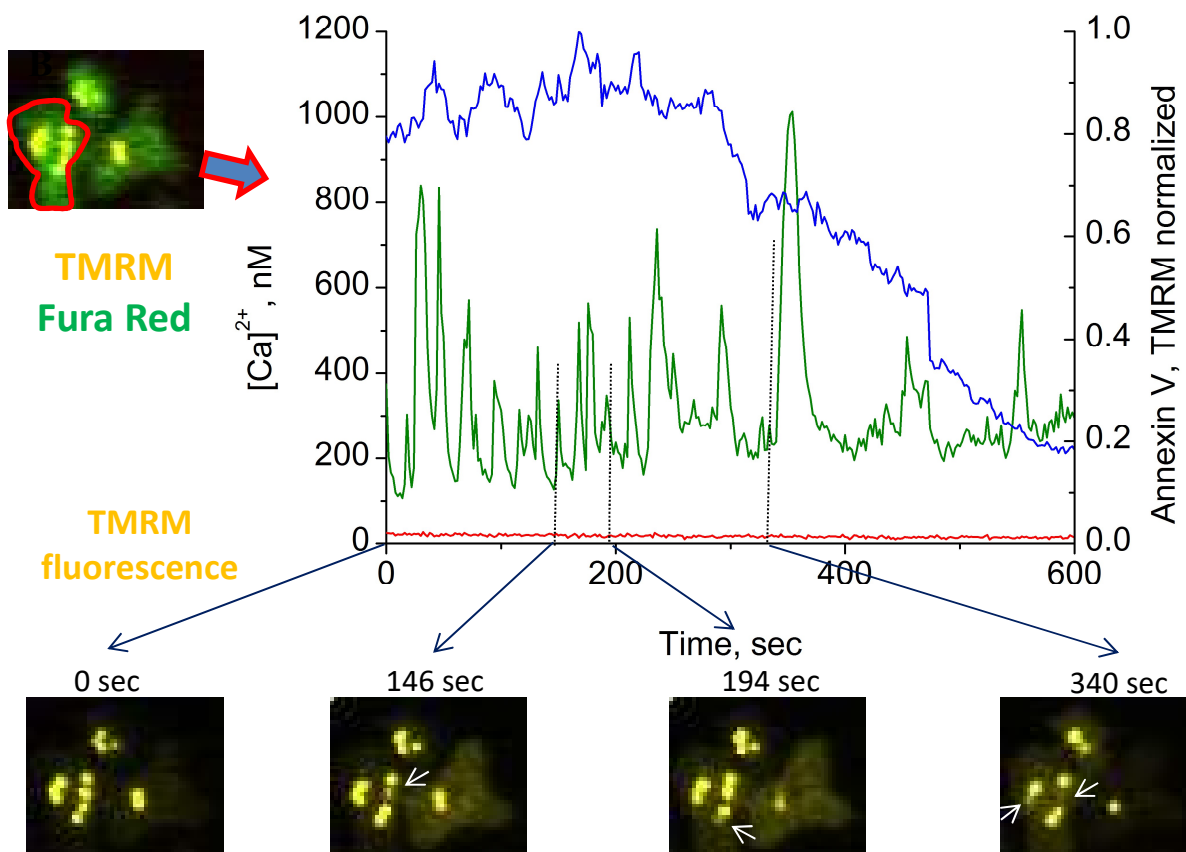 B
TMRM
Fura Red
TMRM
fluorescence
[Ca]²⁺, nM
1200
1000
800
600
400
200
0
1.0
0.8
0.6
0.4
0.2
0.0
Annexin V, TMRM normalized
0 200 400 600
Time, sec
0 sec 146 sec 194 sec 340 sec